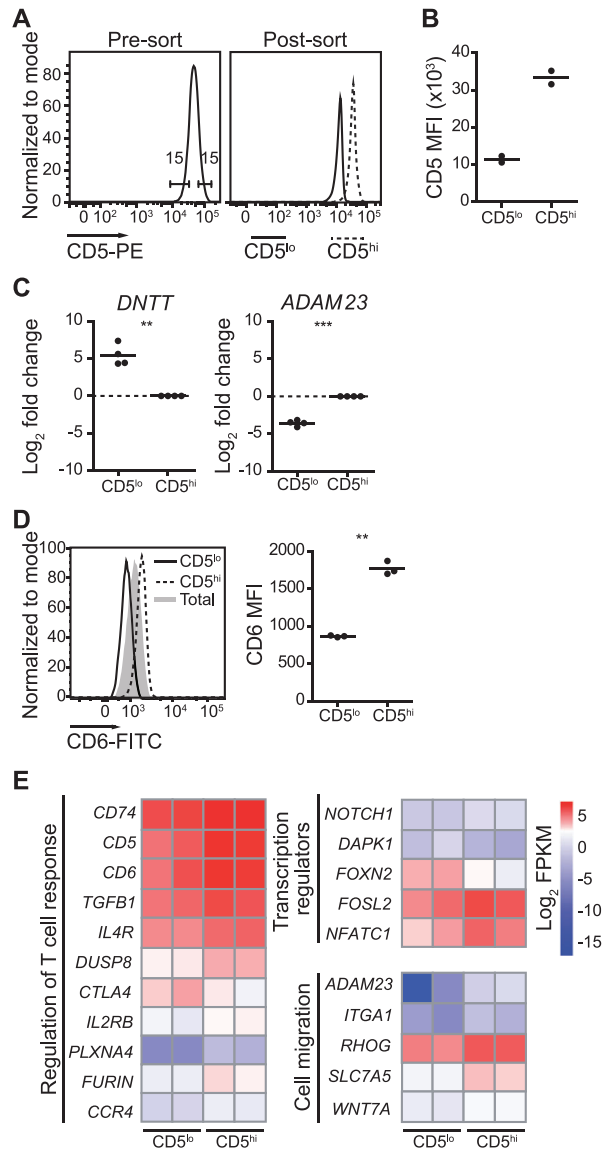 A
Pre-sort
Post-sort
Normalized to mode
80
60
40
20
0
15
15
0
10²
10³
10⁴
10⁵
0
10²
10³
10⁴
10⁵
CD5-PE
CD5ˡᵒ
CD5ʰⁱ
B
CD5 MFI (x10³)
40
30
20
10
0
CD5ˡᵒ
CD5ʰⁱ
C
DNTT
ADAM23
Log₂ fold change
10
5
0
-5
-10
**
CD5ˡᵒ
CD5ʰⁱ
Log₂ fold change
10
5
0
-5
-10
***
CD5ˡᵒ
CD5ʰⁱ
D
Normalized to mode
100
80
60
40
20
0
CD5ˡᵒ
CD5ʰⁱ
Total
0
10³
10⁴
10⁵
CD6-FITC
CD6 MFI
2000
1500
1000
500
0
**
CD5ˡᵒ
CD5ʰⁱ
E
Regulation of T cell response
CD74
CD5
CD6
TGFB1
IL4R
DUSP8
CTLA4
IL2RB
PLXNA4
FURIN
CCR4
CD5ˡᵒ
CD5ʰⁱ
Transcription
regulators
NOTCH1
DAPK1
FOXN2
FOSL2
NFATC1
Cell migration
ADAM23
ITGA1
RHOG
SLC7A5
WNT7A
CD5ˡᵒ
CD5ʰⁱ
5
0
-5
-10
-15
Log₂ FPKM